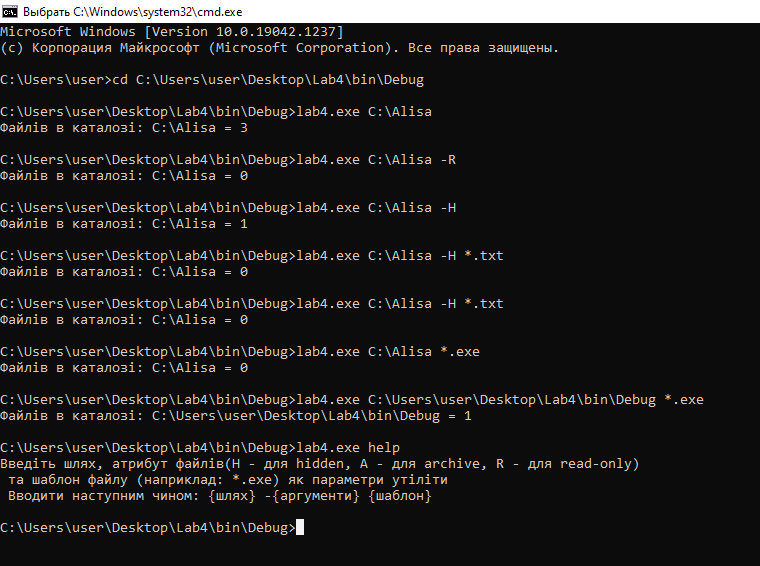 Выбрать C:\Windows\system32\cmd.exe
Microsoft Windows [Version 10.0.19042.1237]
(c) Корпорация Майкрософт (Microsoft Corporation). Все права защищены.
C:\Users\user>cd C:\Users\user\Desktop\Lab4\bin\Debug
C:\Users\user\Desktop\Lab4\bin\Debug>lab4.exe C:\Alisa
Файлів в каталозі: C:\Alisa = 3
C:\Users\user\Desktop\Lab4\bin\Debug>lab4.exe C:\Alisa -R
Файлів в каталозі: C:\Alisa = 0
C:\Users\user\Desktop\Lab4\bin\Debug>lab4.exe C:\Alisa -H
Файлів в каталозі: C:\Alisa = 1
C:\Users\user\Desktop\Lab4\bin\Debug>lab4.exe C:\Alisa -H *.txt
Файлів в каталозі: C:\Alisa = 0
C:\Users\user\Desktop\Lab4\bin\Debug>lab4.exe C:\Alisa -H *.txt
Файлів в каталозі: C:\Alisa = 0
C:\Users\user\Desktop\Lab4\bin\Debug>lab4.exe C:\Alisa *.exe
Файлів в каталозі: C:\Alisa = 0
C:\Users\user\Desktop\Lab4\bin\Debug>lab4.exe C:\Users\user\Desktop\Lab4\bin\Debug *.exe
Файлів в каталозі: C:\Users\user\Desktop\Lab4\bin\Debug = 1
C:\Users\user\Desktop\Lab4\bin\Debug>lab4.exe help
Введіть шлях, атрибут файлів(H - для hidden, A - для archive, R - для read-only)
та шаблон файлу (наприклад: *.exe) як параметри утіліти
Вводити наступним чином: {шлях} -{аргументи} {шаблон}
C:\Users\user\Desktop\Lab4\bin\Debug>